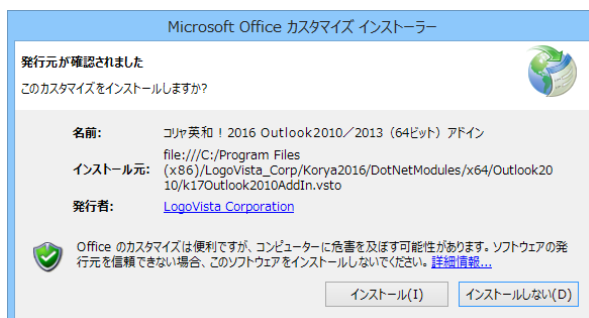 Microsoft Office カスタマイズ インストーラー
発行元が確認されました
このカスタマイズをインストールしますか?
名前: コリャ英和！2016 Outlook2010／2013（64ビット）アドイン
インストール元: file:///C:/Program Files
(x86)/LogoVista_Corp/Korya2016/DotNetModules/x64/Outlook20
10/k17Outlook2010AddIn.vsto
発行者: LogoVista Corporation
Office のカスタマイズは便利ですが、コンピューターに危害を及ぼす可能性があります。ソフトウェアの発
行元を信頼できない場合、このソフトウェアをインストールしないでください。詳細情報...
インストール(I) インストールしない(D)